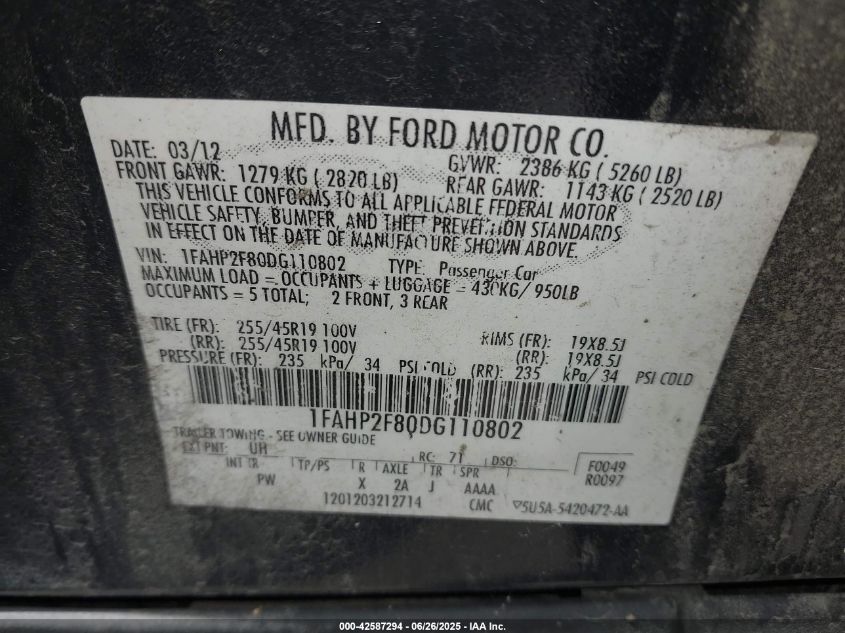 MFD. BY FORD MOTOR CO.
DATE: 03/12 GVWR: 2386 KG ( 5260 LB)
FRONT GAWR: 1279 KG ( 2820 LB) REAR GAWR: 1143 KG ( 2520 LB)
THIS VEHICLE CONFORMS TO ALL APPLICABLE FEDERAL MOTOR
VEHICLE SAFETY, BUMPER, AND THEFT PREVENTION STANDARDS
IN EFFECT ON THE DATE OF MANUFACTURE SHOWN ABOVE.
VIN: 1FAHP2F80DG110802 TYPE: Passenger Car
MAXIMUM LOAD = OCCUPANTS + LUGGAGE = 430KG/ 950LB
OCCUPANTS = 5 TOTAL; 2 FRONT, 3 REAR
TIRE (FR): 255/45R19 100V RIMS (FR): 19X8.5J
(RR): 255/45R19 100V (RR): 19X8.5J
PRESSURE (FR): 235 kPa/ 34 PSI COLD (RR): 235 kPa/ 34 PSI COLD
1FAHP2F80DG110802
TRAILER TOWING - SEE OWNER GUIDE
EXT PNT: UH RC: 71 DSO: F0049
INT TR TP/PS R AXLE TR SPR R0097
PW X 2A J AAAA
1201203212714 CMC ▽5U5A-5420472-AA
000-42587294 - 06/26/2025 - IAA Inc.